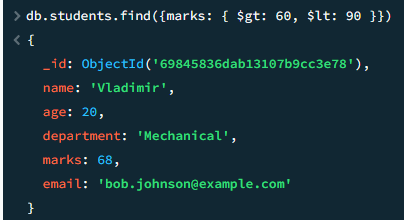 > db.students.find({marks: { $gt: 60, $lt: 90 }})
< {
_id: ObjectId('69845836dab13107b9cc3e78'),
name: 'Vladimir',
age: 20,
department: 'Mechanical',
marks: 68,
email: 'bob.johnson@example.com'
}